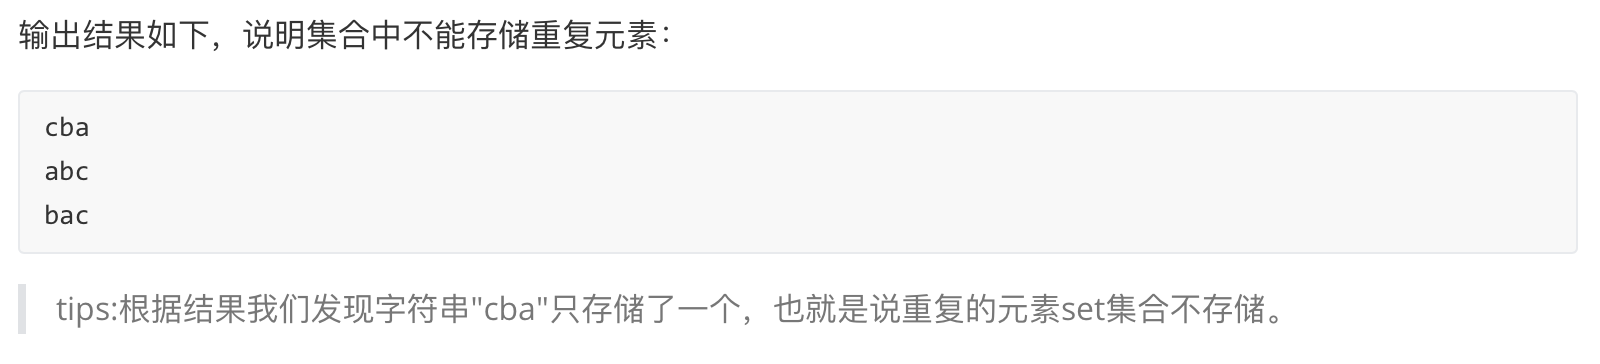 输出结果如下，说明集合中不能存储重复元素：
cba
abc
bac
tips:根据结果我们发现字符串"cba"只存储了一个，也就是说重复的元素set集合不存储。